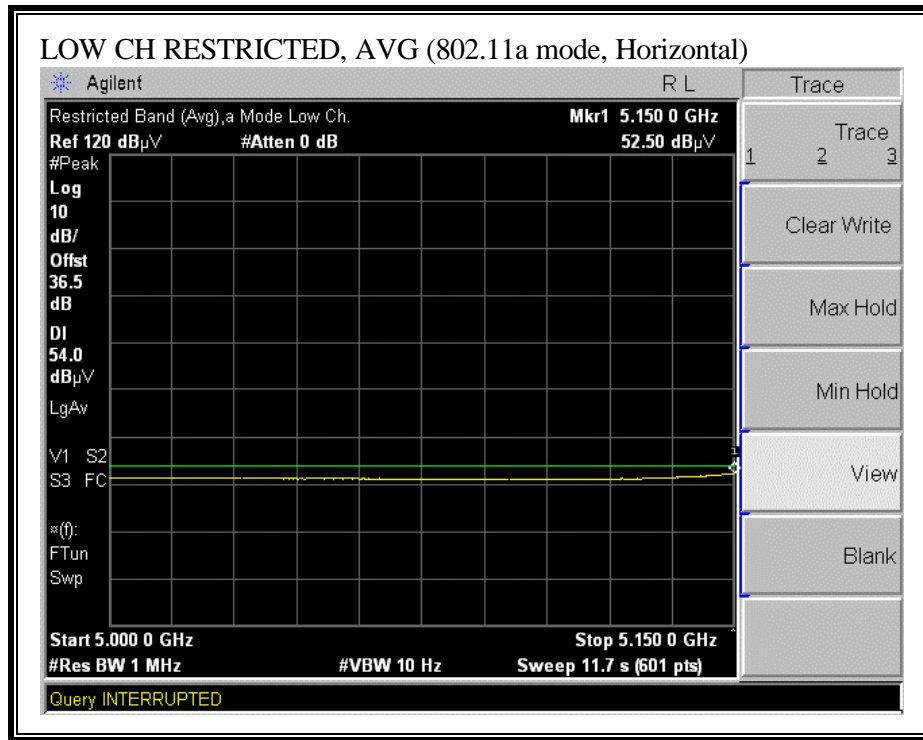 LOW CH RESTRICTED, AVG (802.11a mode, Horizontal)
Agilent R L Trace
Restricted Band (Avg),a Mode Low Ch. Mkr1 5.150 0 GHz
Ref 120 dBµV #Atten 0 dB 52.50 dBµV
#Peak
Log
10
dB/
Offst
36.5
dB
DI
54.0
dBµV
LgAv
V1 S2
S3 FC
¤(f):
FTun
Swp
1
Start 5.000 0 GHz Stop 5.150 0 GHz ^
#Res BW 1 MHz #VBW 10 Hz Sweep 11.7 s (601 pts)
Query INTERRUPTED
Trace
1 2 3
Clear Write
Max Hold
Min Hold
View
Blank